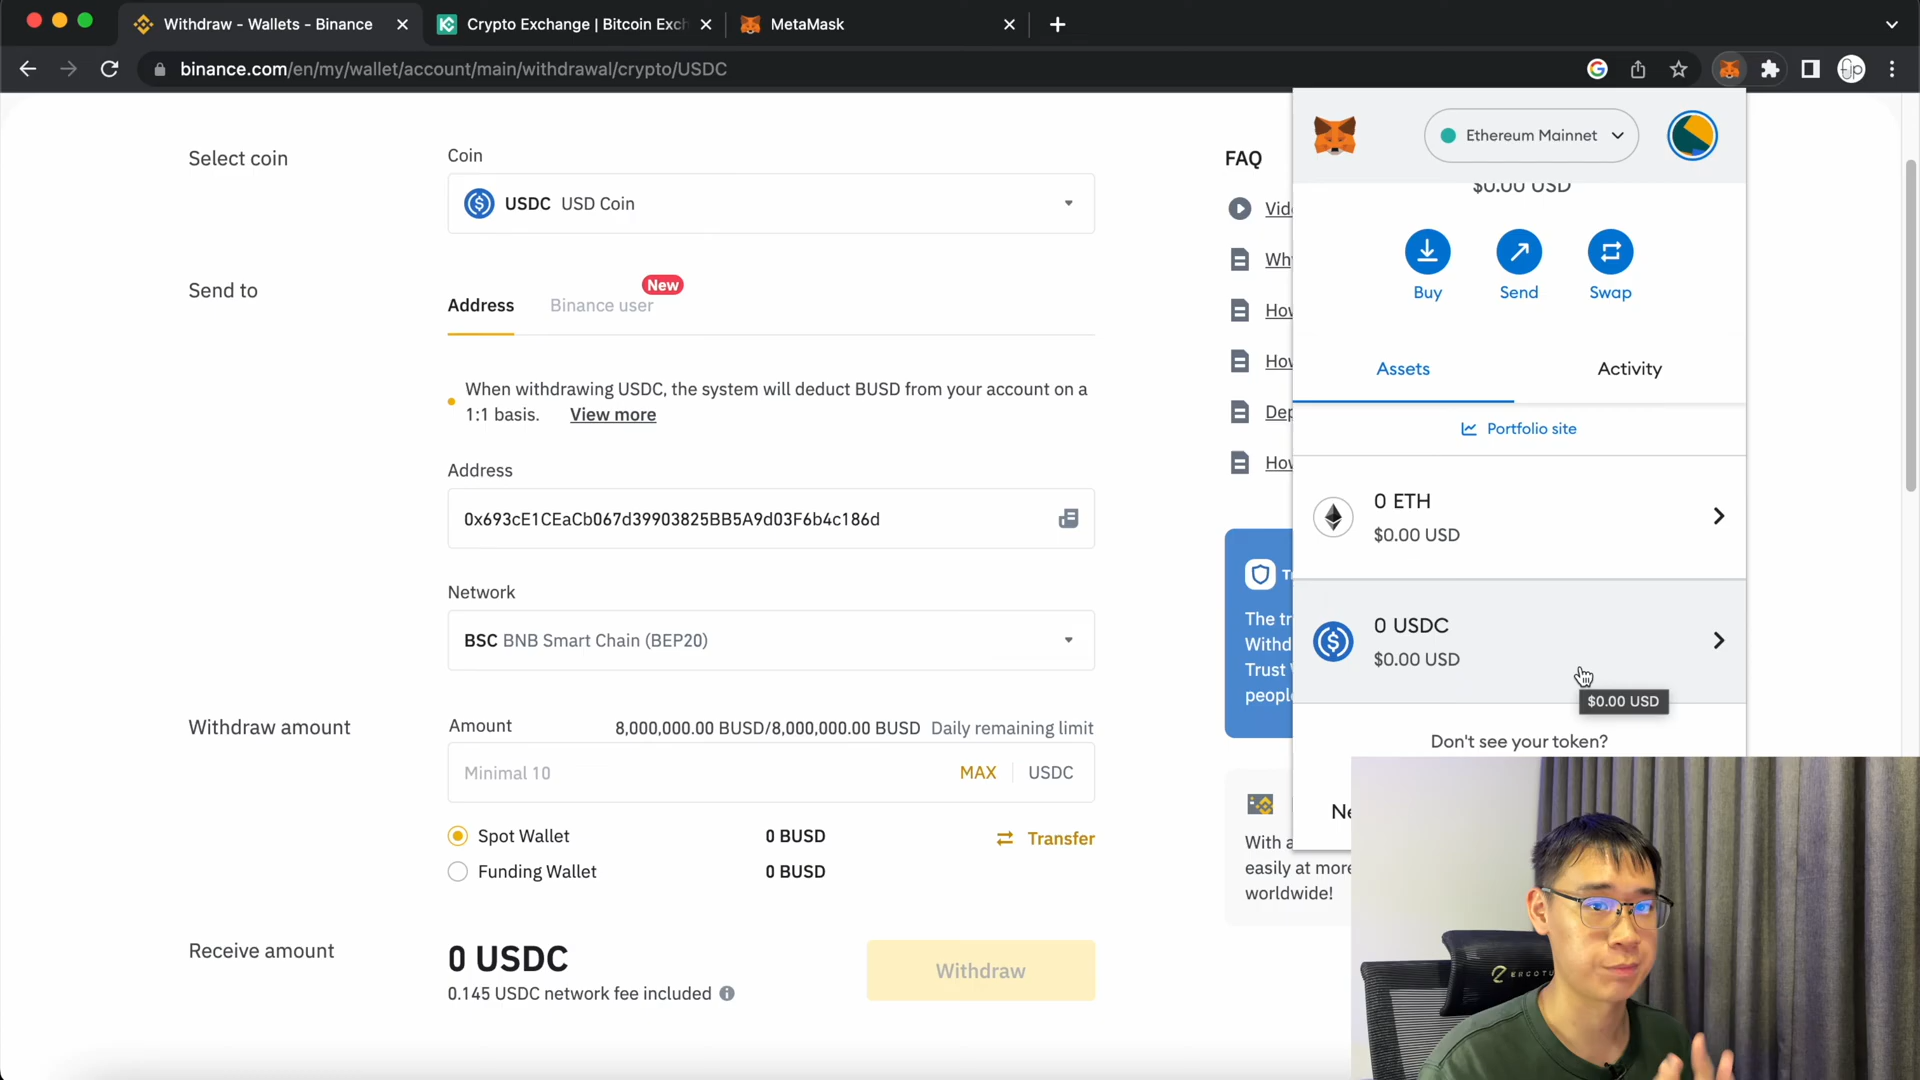 Withdraw - Wallets - Binance
Crypto Exchange | Bitcoin Exch
MetaMask
binance.com/en/my/wallet/account/main/withdrawal/crypto/USDC
Select coin
Coin
USDC USD Coin
Send to
Address
Binance user
New
When withdrawing USDC, the system will deduct BUSD from your account on a
1:1 basis. View more
Address
0x693cE1CEaCb067d39903825BB5A9d03F6b4c186d
Network
BSC BNB Smart Chain (BEP20)
Withdraw amount
Amount
8,000,000.00 BUSD/8,000,000.00 BUSD Daily remaining limit
Minimal 10
MAX
USDC
Spot Wallet
0 BUSD
Transfer
Funding Wallet
0 BUSD
Receive amount
0 USDC
0.145 USDC network fee included
Withdraw
FAQ
Vid
Why
How
How
Dep
How
The tr
Withd
Trust
people
With a
easily at more
worldwide!
Ethereum Mainnet
$0.00 USD
Buy
Send
Swap
Assets
Activity
Portfolio site
0 ETH
$0.00 USD
0 USDC
$0.00 USD
$0.00 USD
Don't see your token?
Ne